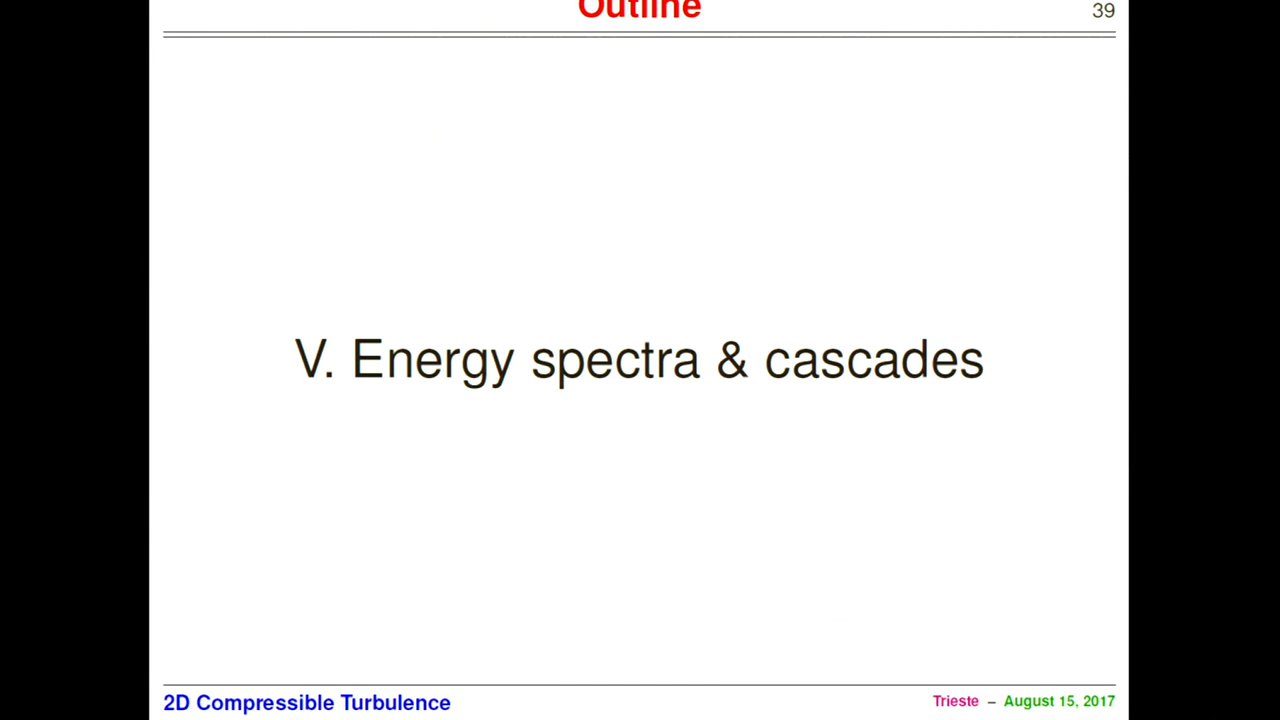 Outline
39
V. Energy spectra & cascades
2D Compressible Turbulence
Trieste – August 15, 2017